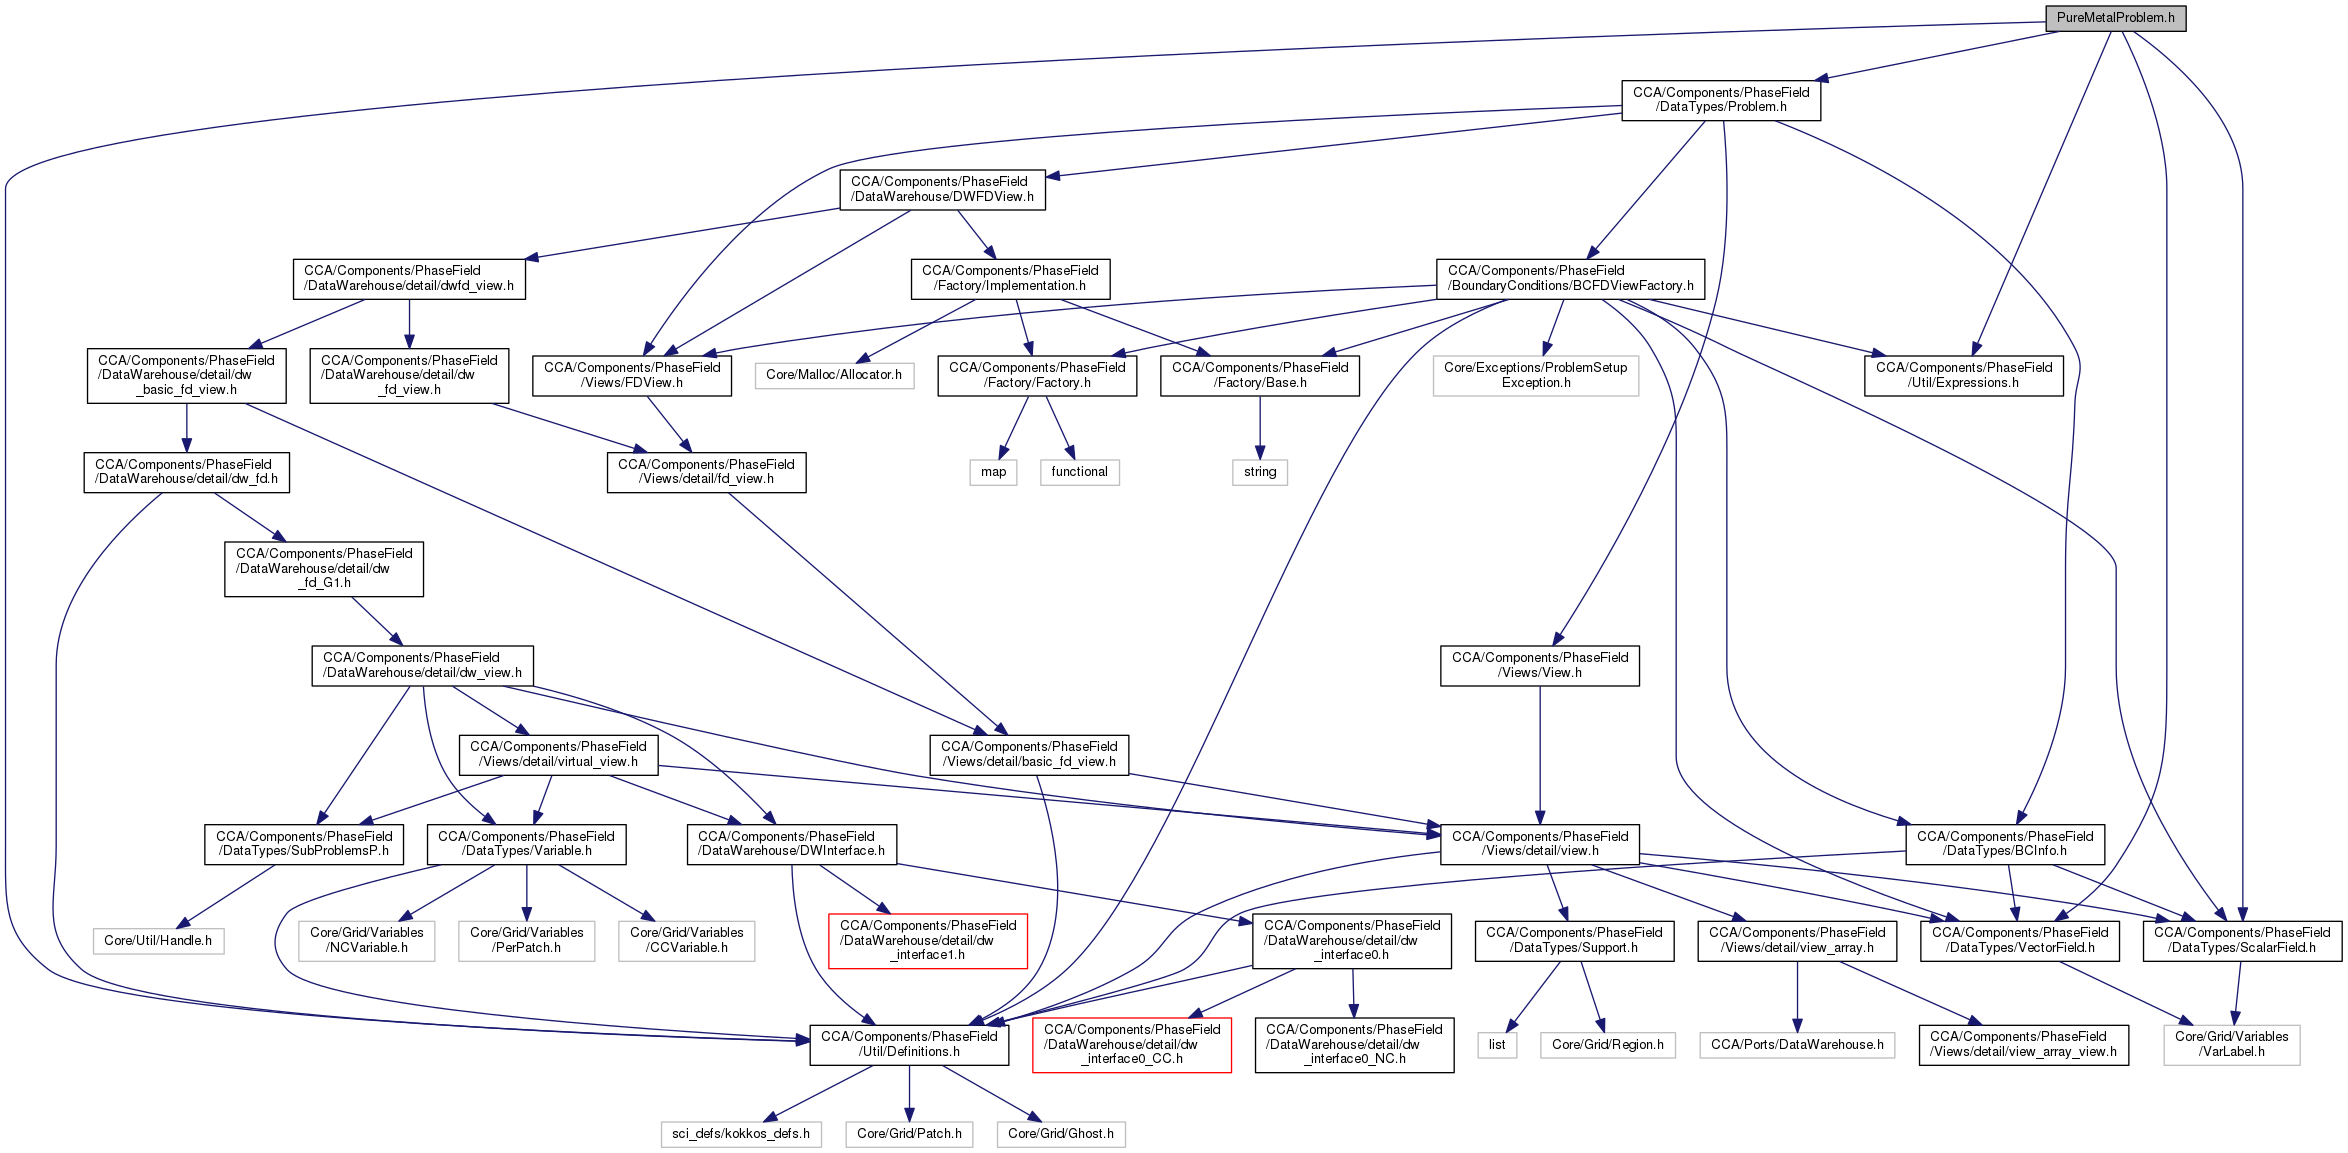 PureMetalProblem.h
CCA/Components/PhaseField
/DataTypes/Problem.h
CCA/Components/PhaseField
/DataWarehouse/DWFDView.h
CCA/Components/PhaseField
/DataWarehouse/detail/dwfd_view.h
CCA/Components/PhaseField
/Factory/Implementation.h
CCA/Components/PhaseField
/BoundaryConditions/BCFDViewFactory.h
CCA/Components/PhaseField
/DataWarehouse/detail/dw
_basic_fd_view.h
CCA/Components/PhaseField
/DataWarehouse/detail/dw
_fd_view.h
CCA/Components/PhaseField
/Views/FDView.h
Core/Malloc/Allocator.h
CCA/Components/PhaseField
/Factory/Factory.h
CCA/Components/PhaseField
/Factory/Base.h
Core/Exceptions/ProblemSetup
Exception.h
CCA/Components/PhaseField
/Util/Expressions.h
CCA/Components/PhaseField
/DataWarehouse/detail/dw_fd.h
CCA/Components/PhaseField
/Views/detail/fd_view.h
map
functional
string
CCA/Components/PhaseField
/DataWarehouse/detail/dw
_fd_G1.h
CCA/Components/PhaseField
/DataWarehouse/detail/dw_view.h
CCA/Components/PhaseField
/Views/View.h
CCA/Components/PhaseField
/Views/detail/virtual_view.h
CCA/Components/PhaseField
/Views/detail/basic_fd_view.h
CCA/Components/PhaseField
/DataTypes/SubProblemsP.h
CCA/Components/PhaseField
/DataTypes/Variable.h
CCA/Components/PhaseField
/DataWarehouse/DWInterface.h
CCA/Components/PhaseField
/Views/detail/view.h
CCA/Components/PhaseField
/DataTypes/BCInfo.h
Core/Util/Handle.h
Core/Grid/Variables
/NCVariable.h
Core/Grid/Variables
/PerPatch.h
Core/Grid/Variables
/CCVariable.h
CCA/Components/PhaseField
/DataWarehouse/detail/dw
_interface1.h
CCA/Components/PhaseField
/DataWarehouse/detail/dw
_interface0.h
CCA/Components/PhaseField
/DataTypes/Support.h
CCA/Components/PhaseField
/Views/detail/view_array.h
CCA/Components/PhaseField
/DataTypes/VectorField.h
CCA/Components/PhaseField
/DataTypes/ScalarField.h
CCA/Components/PhaseField
/Util/Definitions.h
CCA/Components/PhaseField
/DataWarehouse/detail/dw
_interface0_CC.h
CCA/Components/PhaseField
/DataWarehouse/detail/dw
_interface0_NC.h
list
Core/Grid/Region.h
CCA/Ports/DataWarehouse.h
CCA/Components/PhaseField
/Views/detail/view_array_view.h
Core/Grid/Variables
/VarLabel.h
sci_defs/kokkos_defs.h
Core/Grid/Patch.h
Core/Grid/Ghost.h